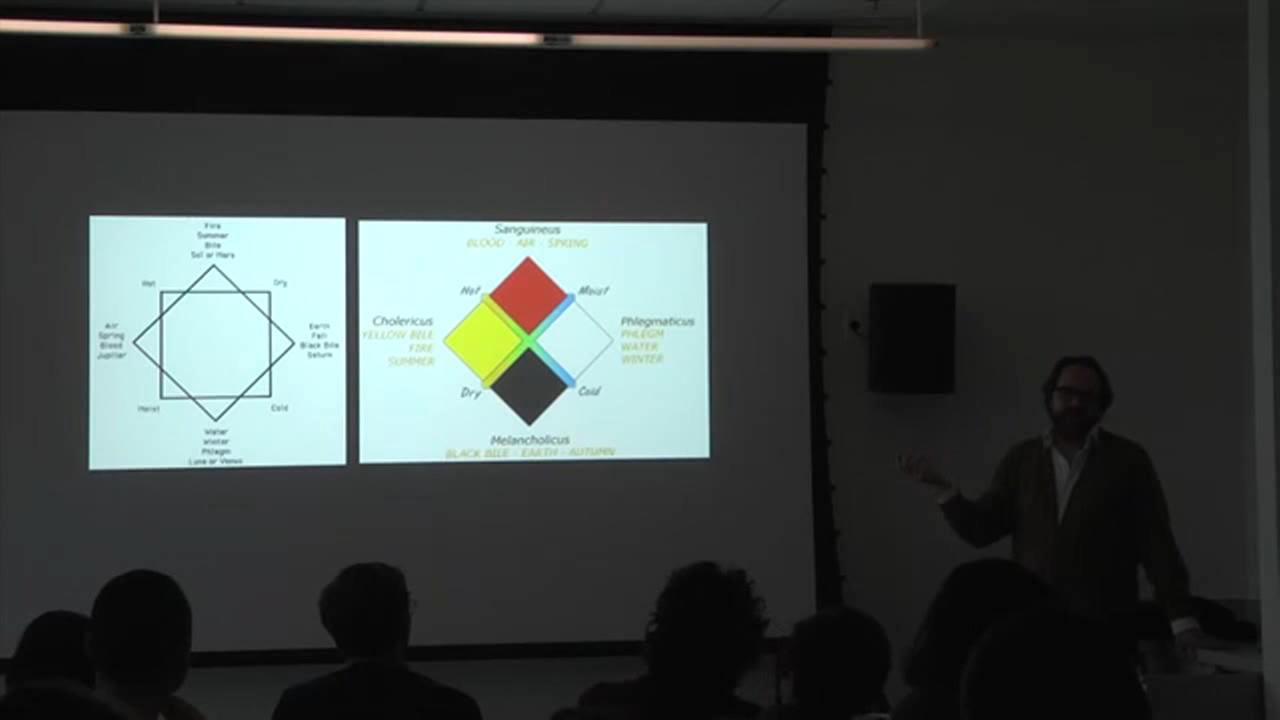 Fire
Summer
Bile
Sol or Mars
Hot
Dry
Air
Spring
Blood
Jupiter
Earth
Fall
Black Bile
Saturn
Moist
Cold
Water
Winter
Phlegm
Luna or Venus
Sanguineus
BLOOD - AIR - SPRING
Hot
Moist
Cholericus
YELLOW BILE
FIRE
SUMMER
Phlegmaticus
PHLEGM
WATER
WINTER
Dry
Cold
Melancholicus
BLACK BILE - EARTH - AUTUMN